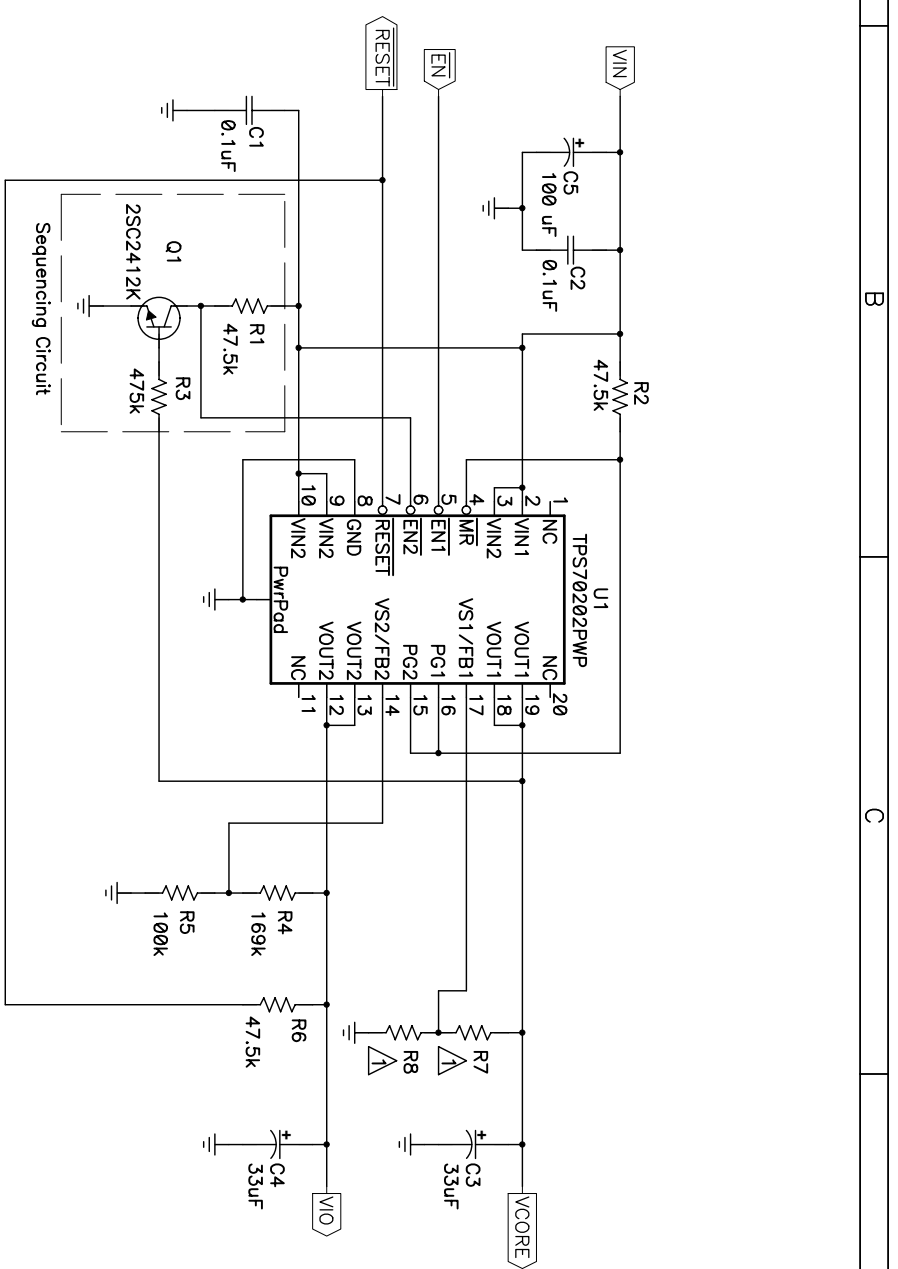 B
C
VIN
EN
RESET
C5
100 uF
C2
0.1uF
C1
0.1uF
R2
47.5k
R1
47.5k
R3
475k
Q1
2SC2412K
Sequencing Circuit
U1
TPS70202PWP
1 NC
2 VIN1
3 VIN2
4 MR
5 EN1
6 EN2
7 RESET
8 GND
9 VIN2
10 VIN2
PwrPad
NC 20
VOUT1 19
VOUT1 18
VS1/FB1 17
PG1 16
PG2 15
VS2/FB2 14
VOUT2 13
VOUT2 12
NC 11
R4
169k
R5
100k
R6
47.5k
R7
1
R8
1
C3
33uF
C4
33uF
VCORE
VIO